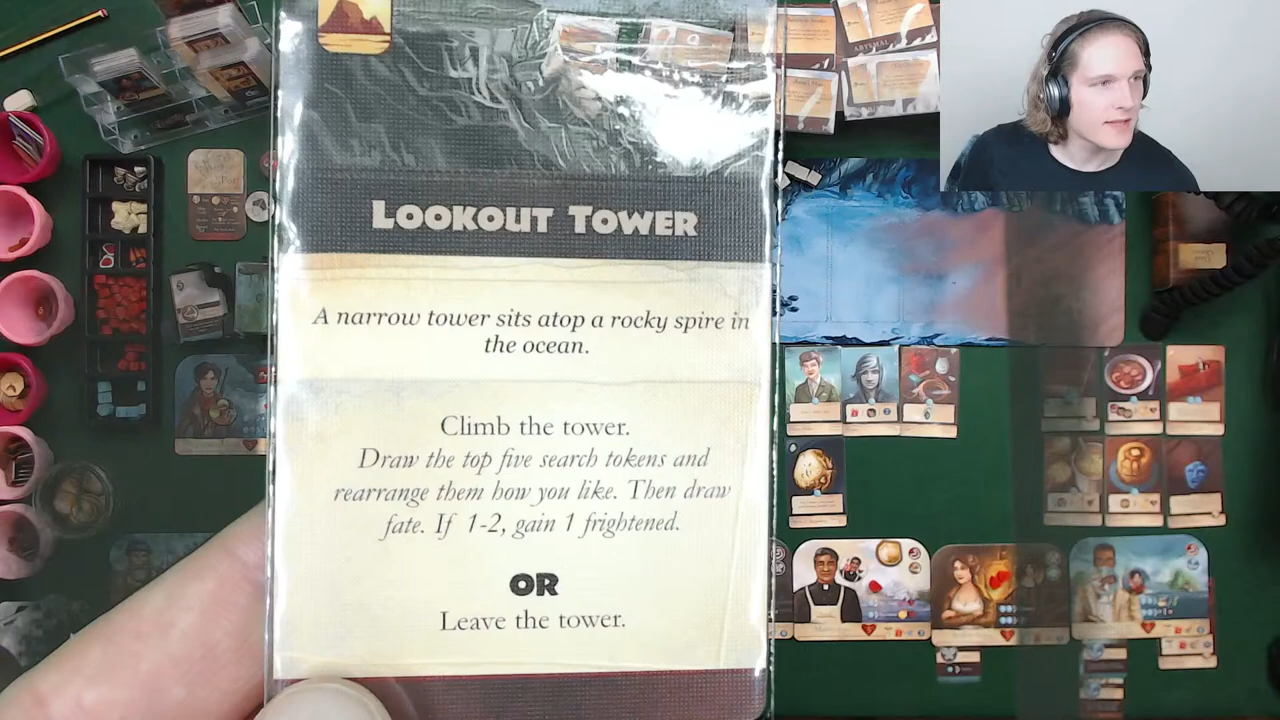 LOOKOUT TOWER
A narrow tower sits atop a rocky spire in
the ocean.
Climb the tower.
Draw the top five search tokens and
rearrange them how you like. Then draw
fate. If 1-2, gain 1 frightened.
OR
Leave the tower.